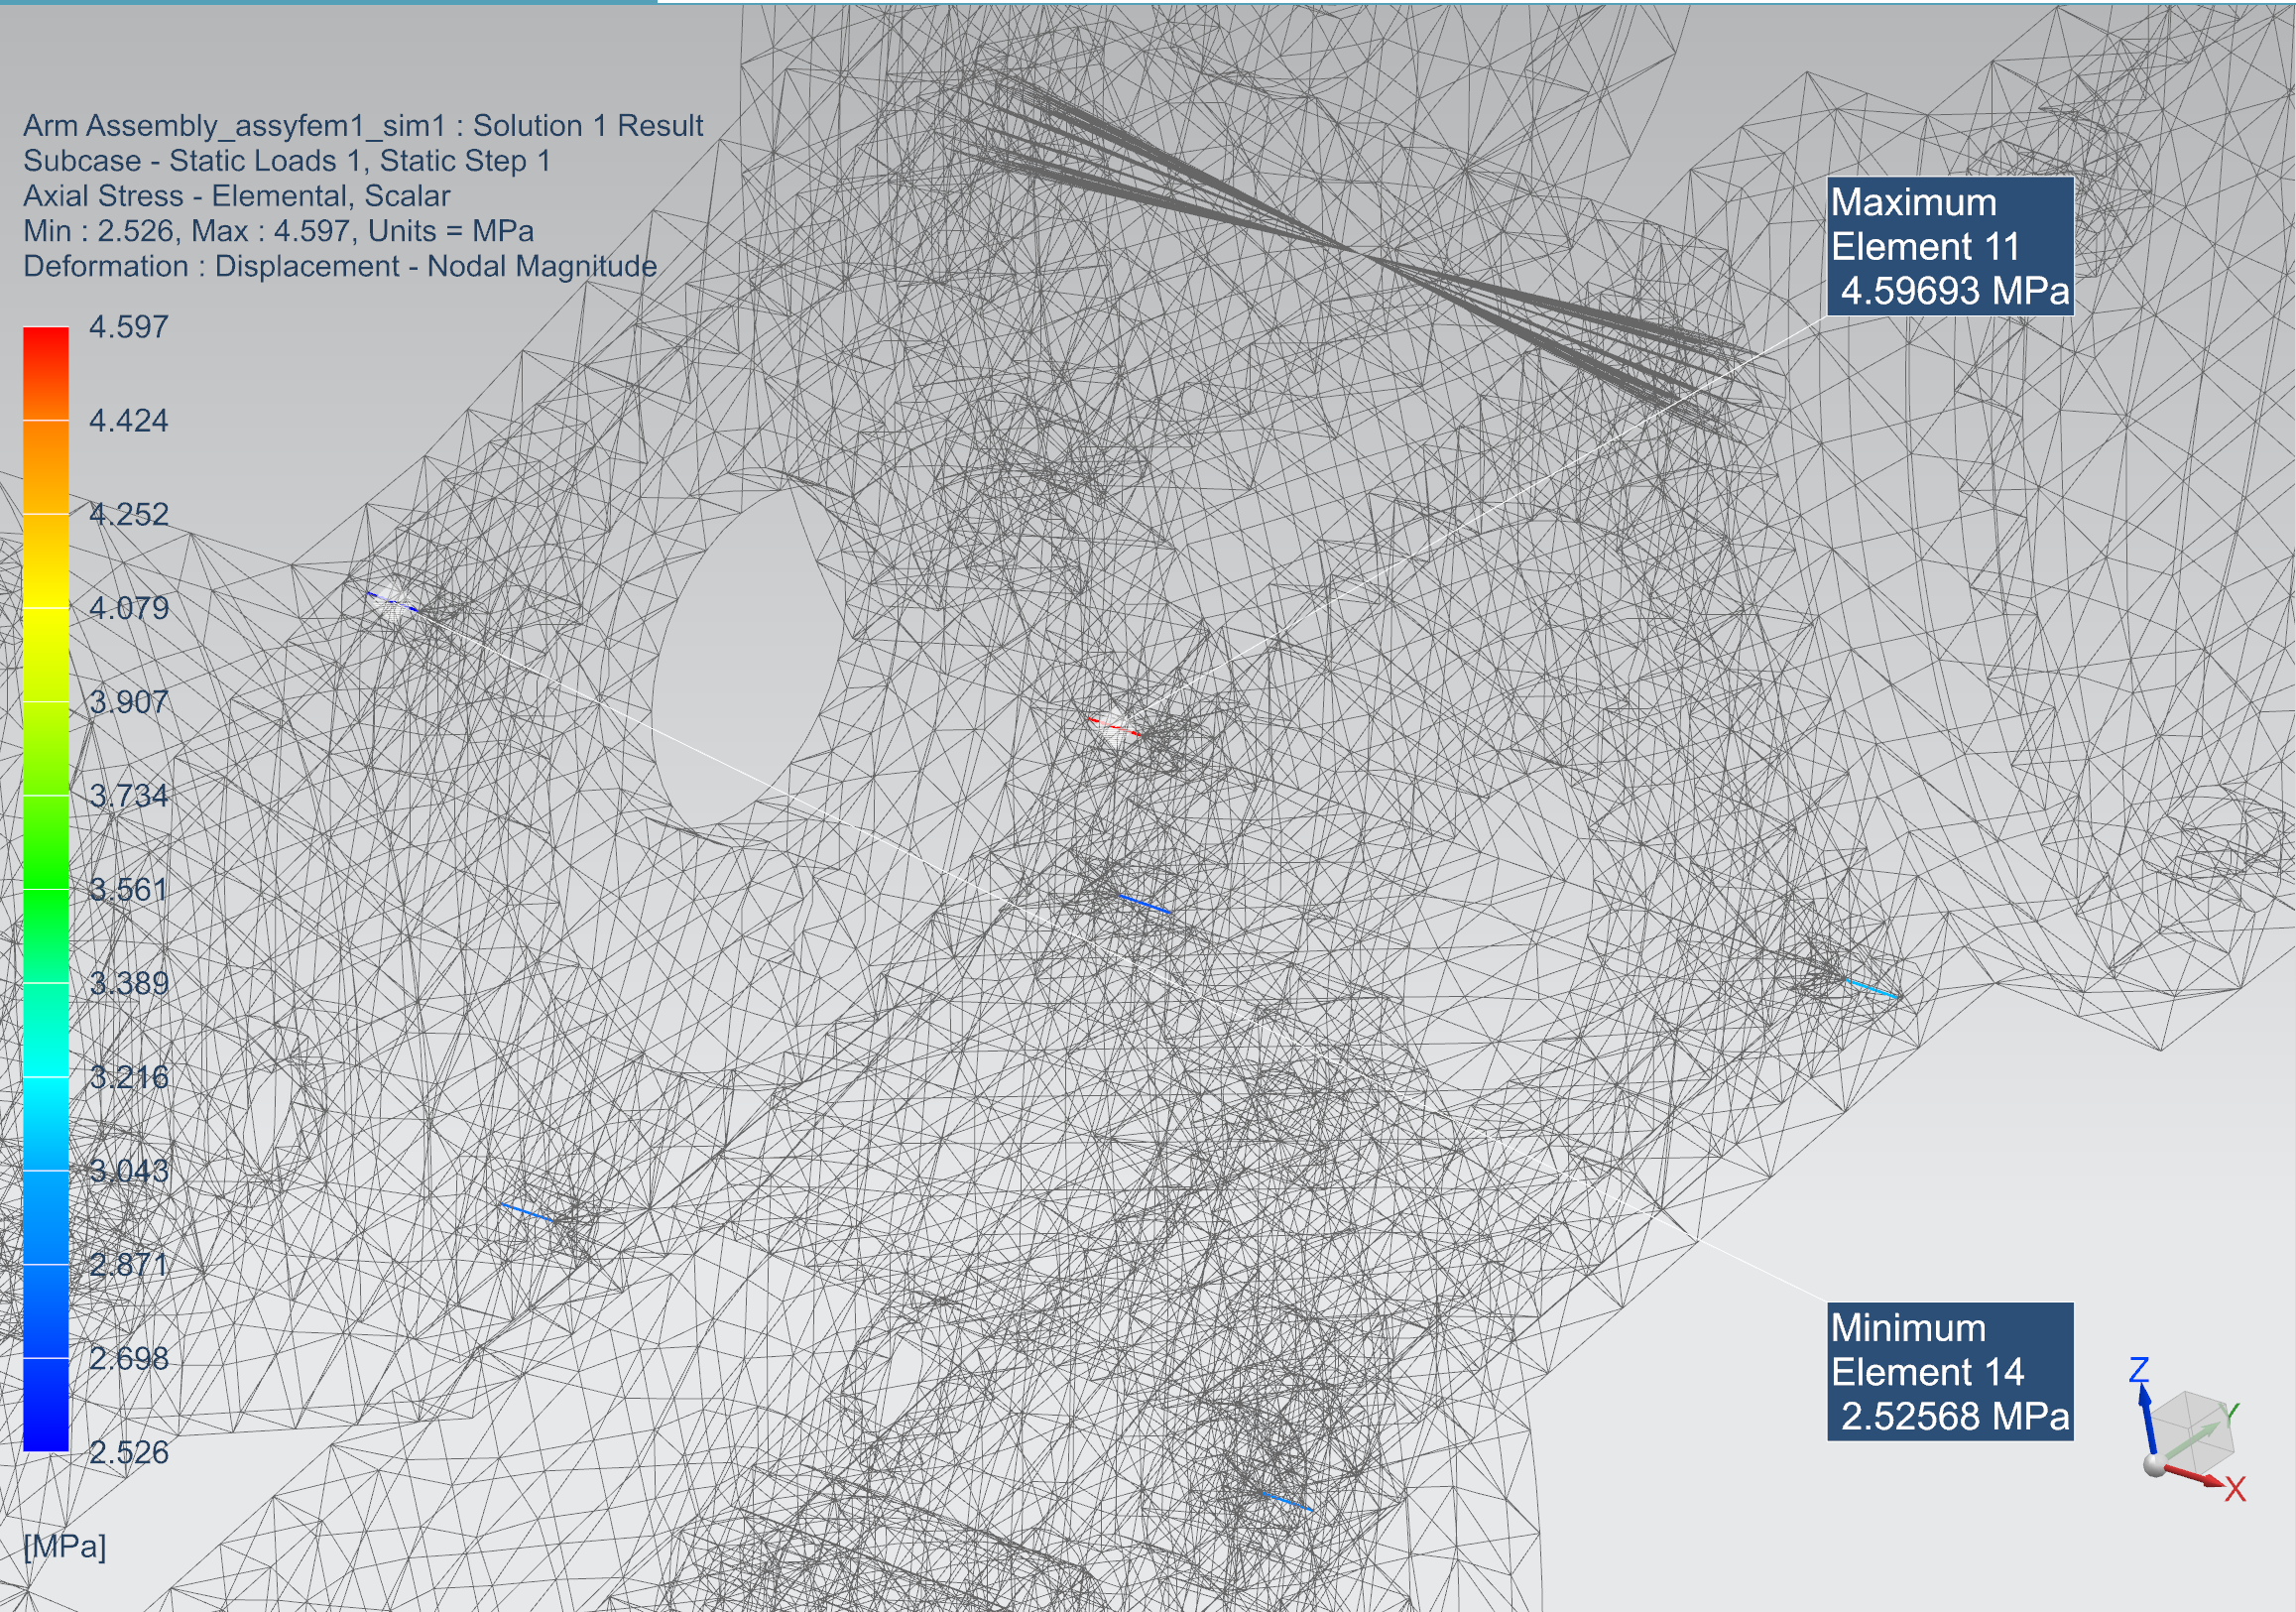 Arm Assembly_assyfem1_sim1 : Solution 1 Result
Subcase - Static Loads 1, Static Step 1
Axial Stress - Elemental, Scalar
Min : 2.526, Max : 4.597, Units = MPa
Deformation : Displacement - Nodal Magnitude
4.597
4.424
4.252
4.079
3.907
3.734
3.561
3.389
3.216
3.043
2.871
2.698
2.526
[MPa]
Maximum
Element 11
4.59693 MPa
Minimum
Element 14
2.52568 MPa
Z
Y
X